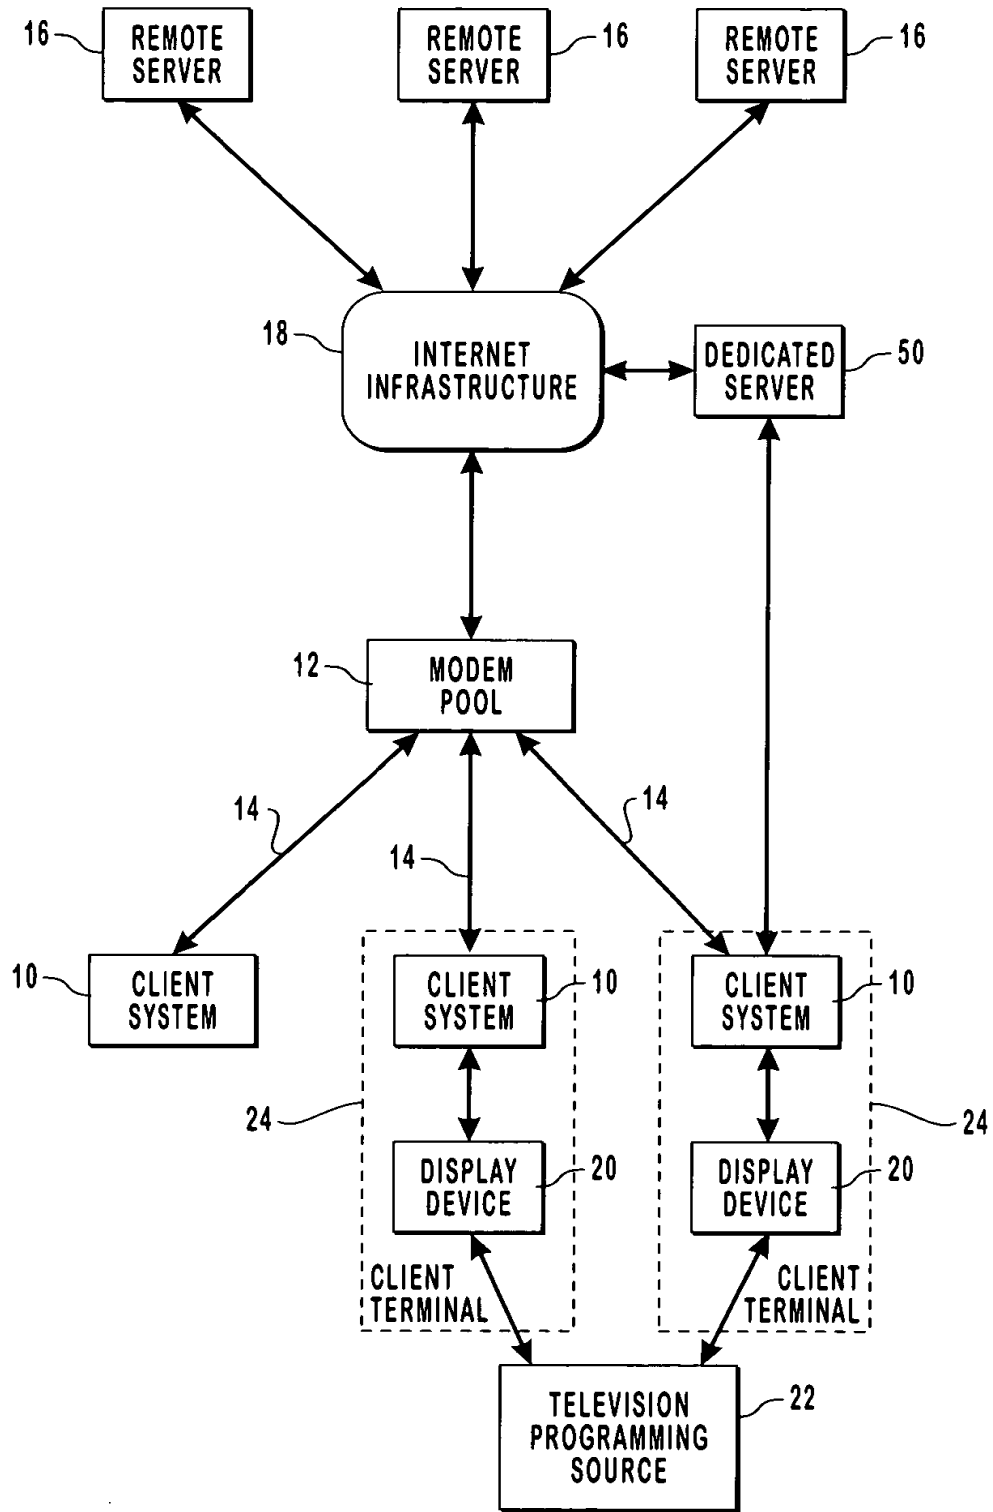 16
REMOTE
SERVER
REMOTE
SERVER
16
REMOTE
SERVER
16
18
INTERNET
INFRASTRUCTURE
DEDICATED
SERVER
50
12
MODEM
POOL
14
14
14
10
CLIENT
SYSTEM
CLIENT
SYSTEM
10
CLIENT
SYSTEM
10
24
24
DISPLAY
DEVICE
20
DISPLAY
DEVICE
20
CLIENT
TERMINAL
CLIENT
TERMINAL
TELEVISION
PROGRAMMING
SOURCE
22